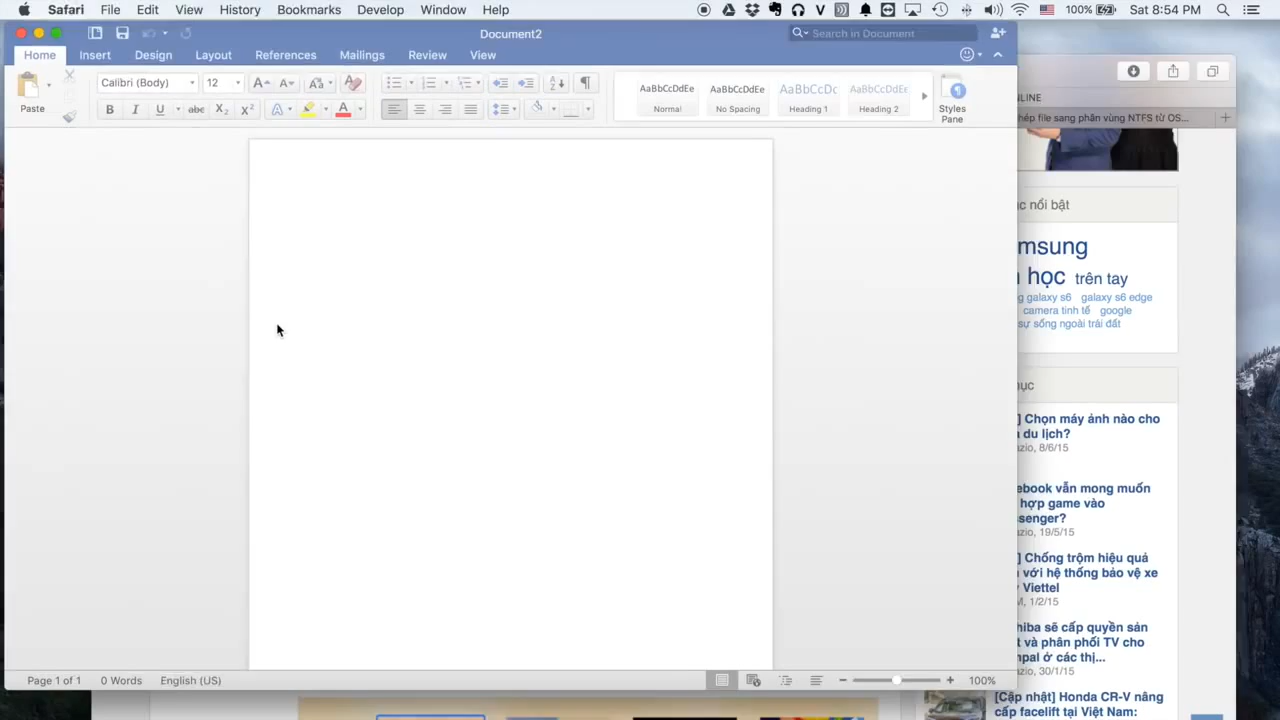 Safari File Edit View History Bookmarks Develop Window Help 100% Sat 8:54 PM
Document2
Search in Document
Home Insert Design Layout References Mailings Review View
Paste
Calibri (Body) 12
B I U abc X₂ X²
A A
AaBbCcDdEe AaBbCcDdEe AaBbCcDc AaBbCcDdEe
Normal No Spacing Heading 1 Heading 2
Styles
Pane
NLINE
hép file sang phân vùng NTFS từ OS...
ục nổi bật
msung
học trên tay
g galaxy s6 galaxy s6 edge
camera tinh tế google
sự sống ngoài trái đất
ục
] Chọn máy ảnh nào cho
du lịch?
uzio, 8/6/15
ebook vẫn mong muốn
hợp game vào
senger?
nzio, 19/5/15
] Chống trộm hiệu quả
với hệ thống bảo vệ xe
Viettel
M, 1/2/15
hiba sẽ cấp quyền sản
t và phân phối TV cho
npal ở các thị...
azio, 30/1/15
[Cập nhật] Honda CR-V nâng
cấp facelift tại Việt Nam:
Page 1 of 1 0 Words English (US) 100%